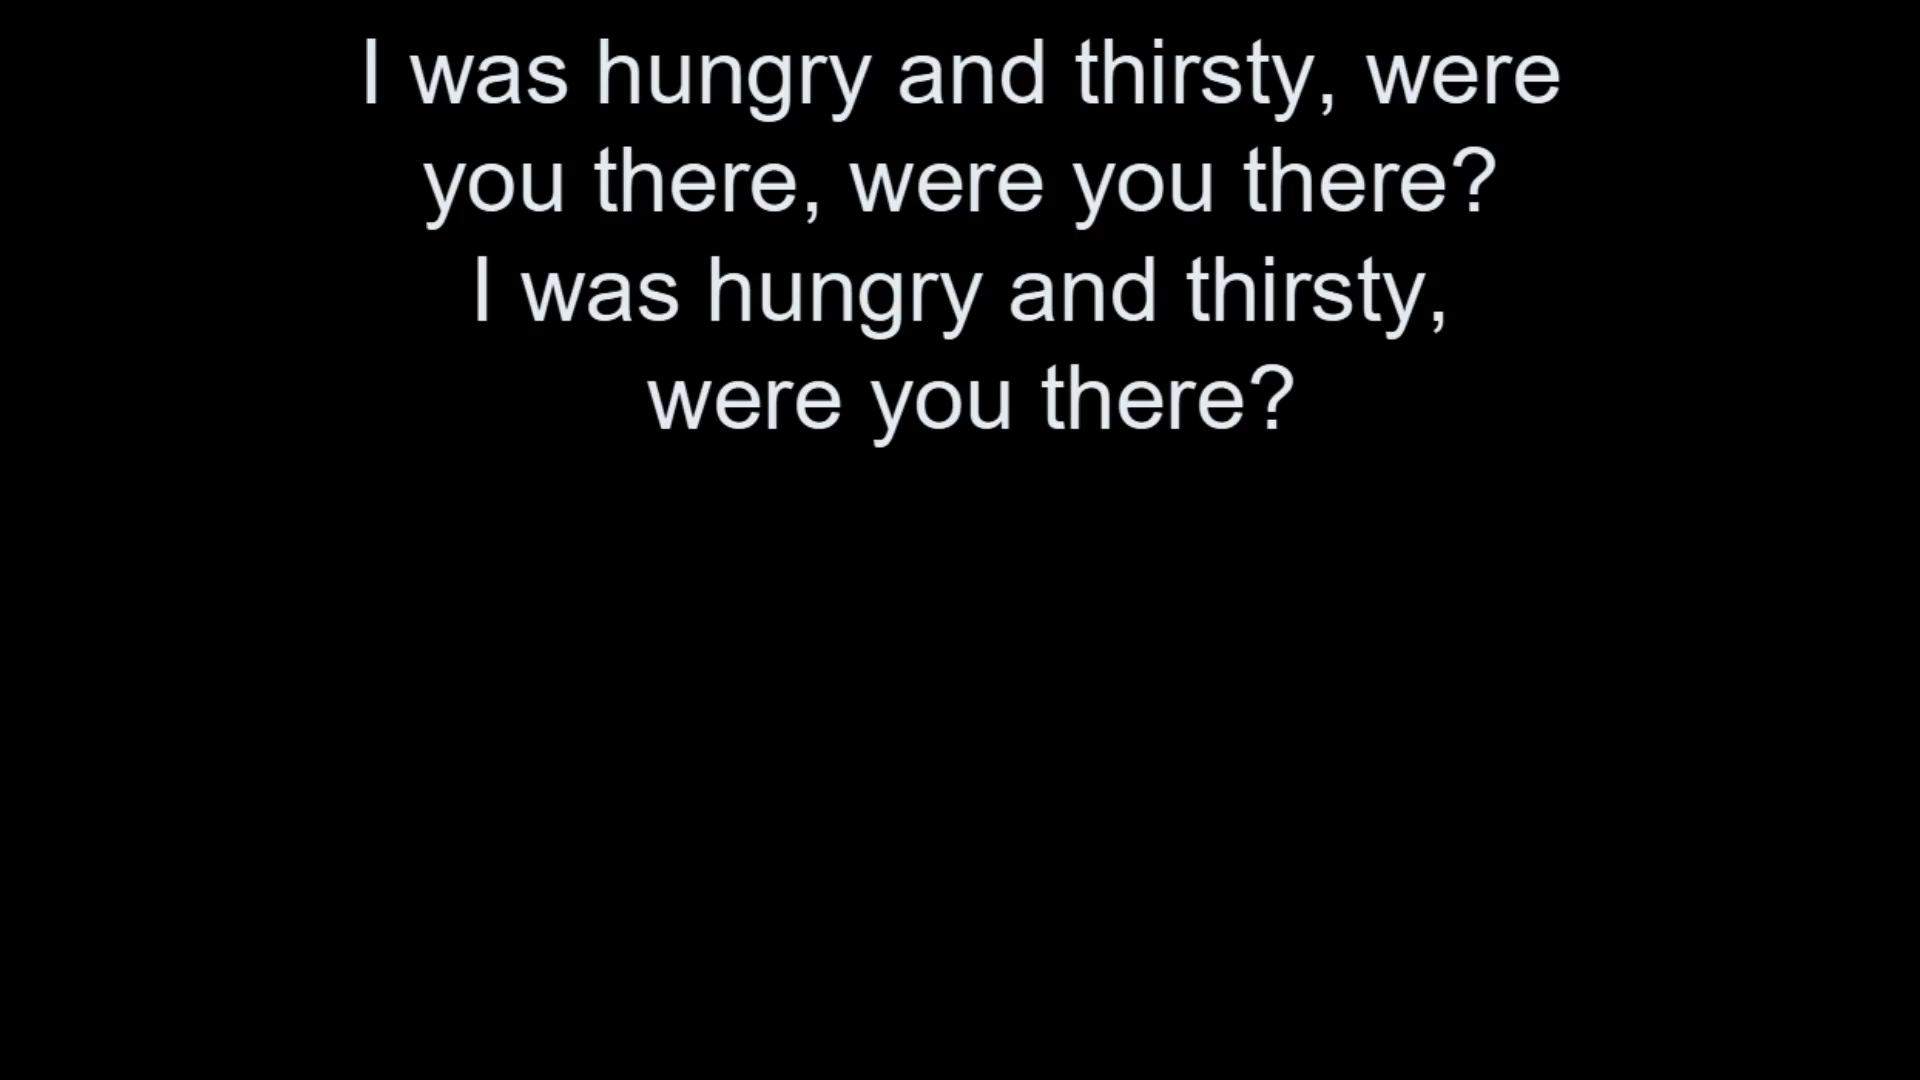 I was hungry and thirsty, were
you there, were you there?
I was hungry and thirsty,
were you there?